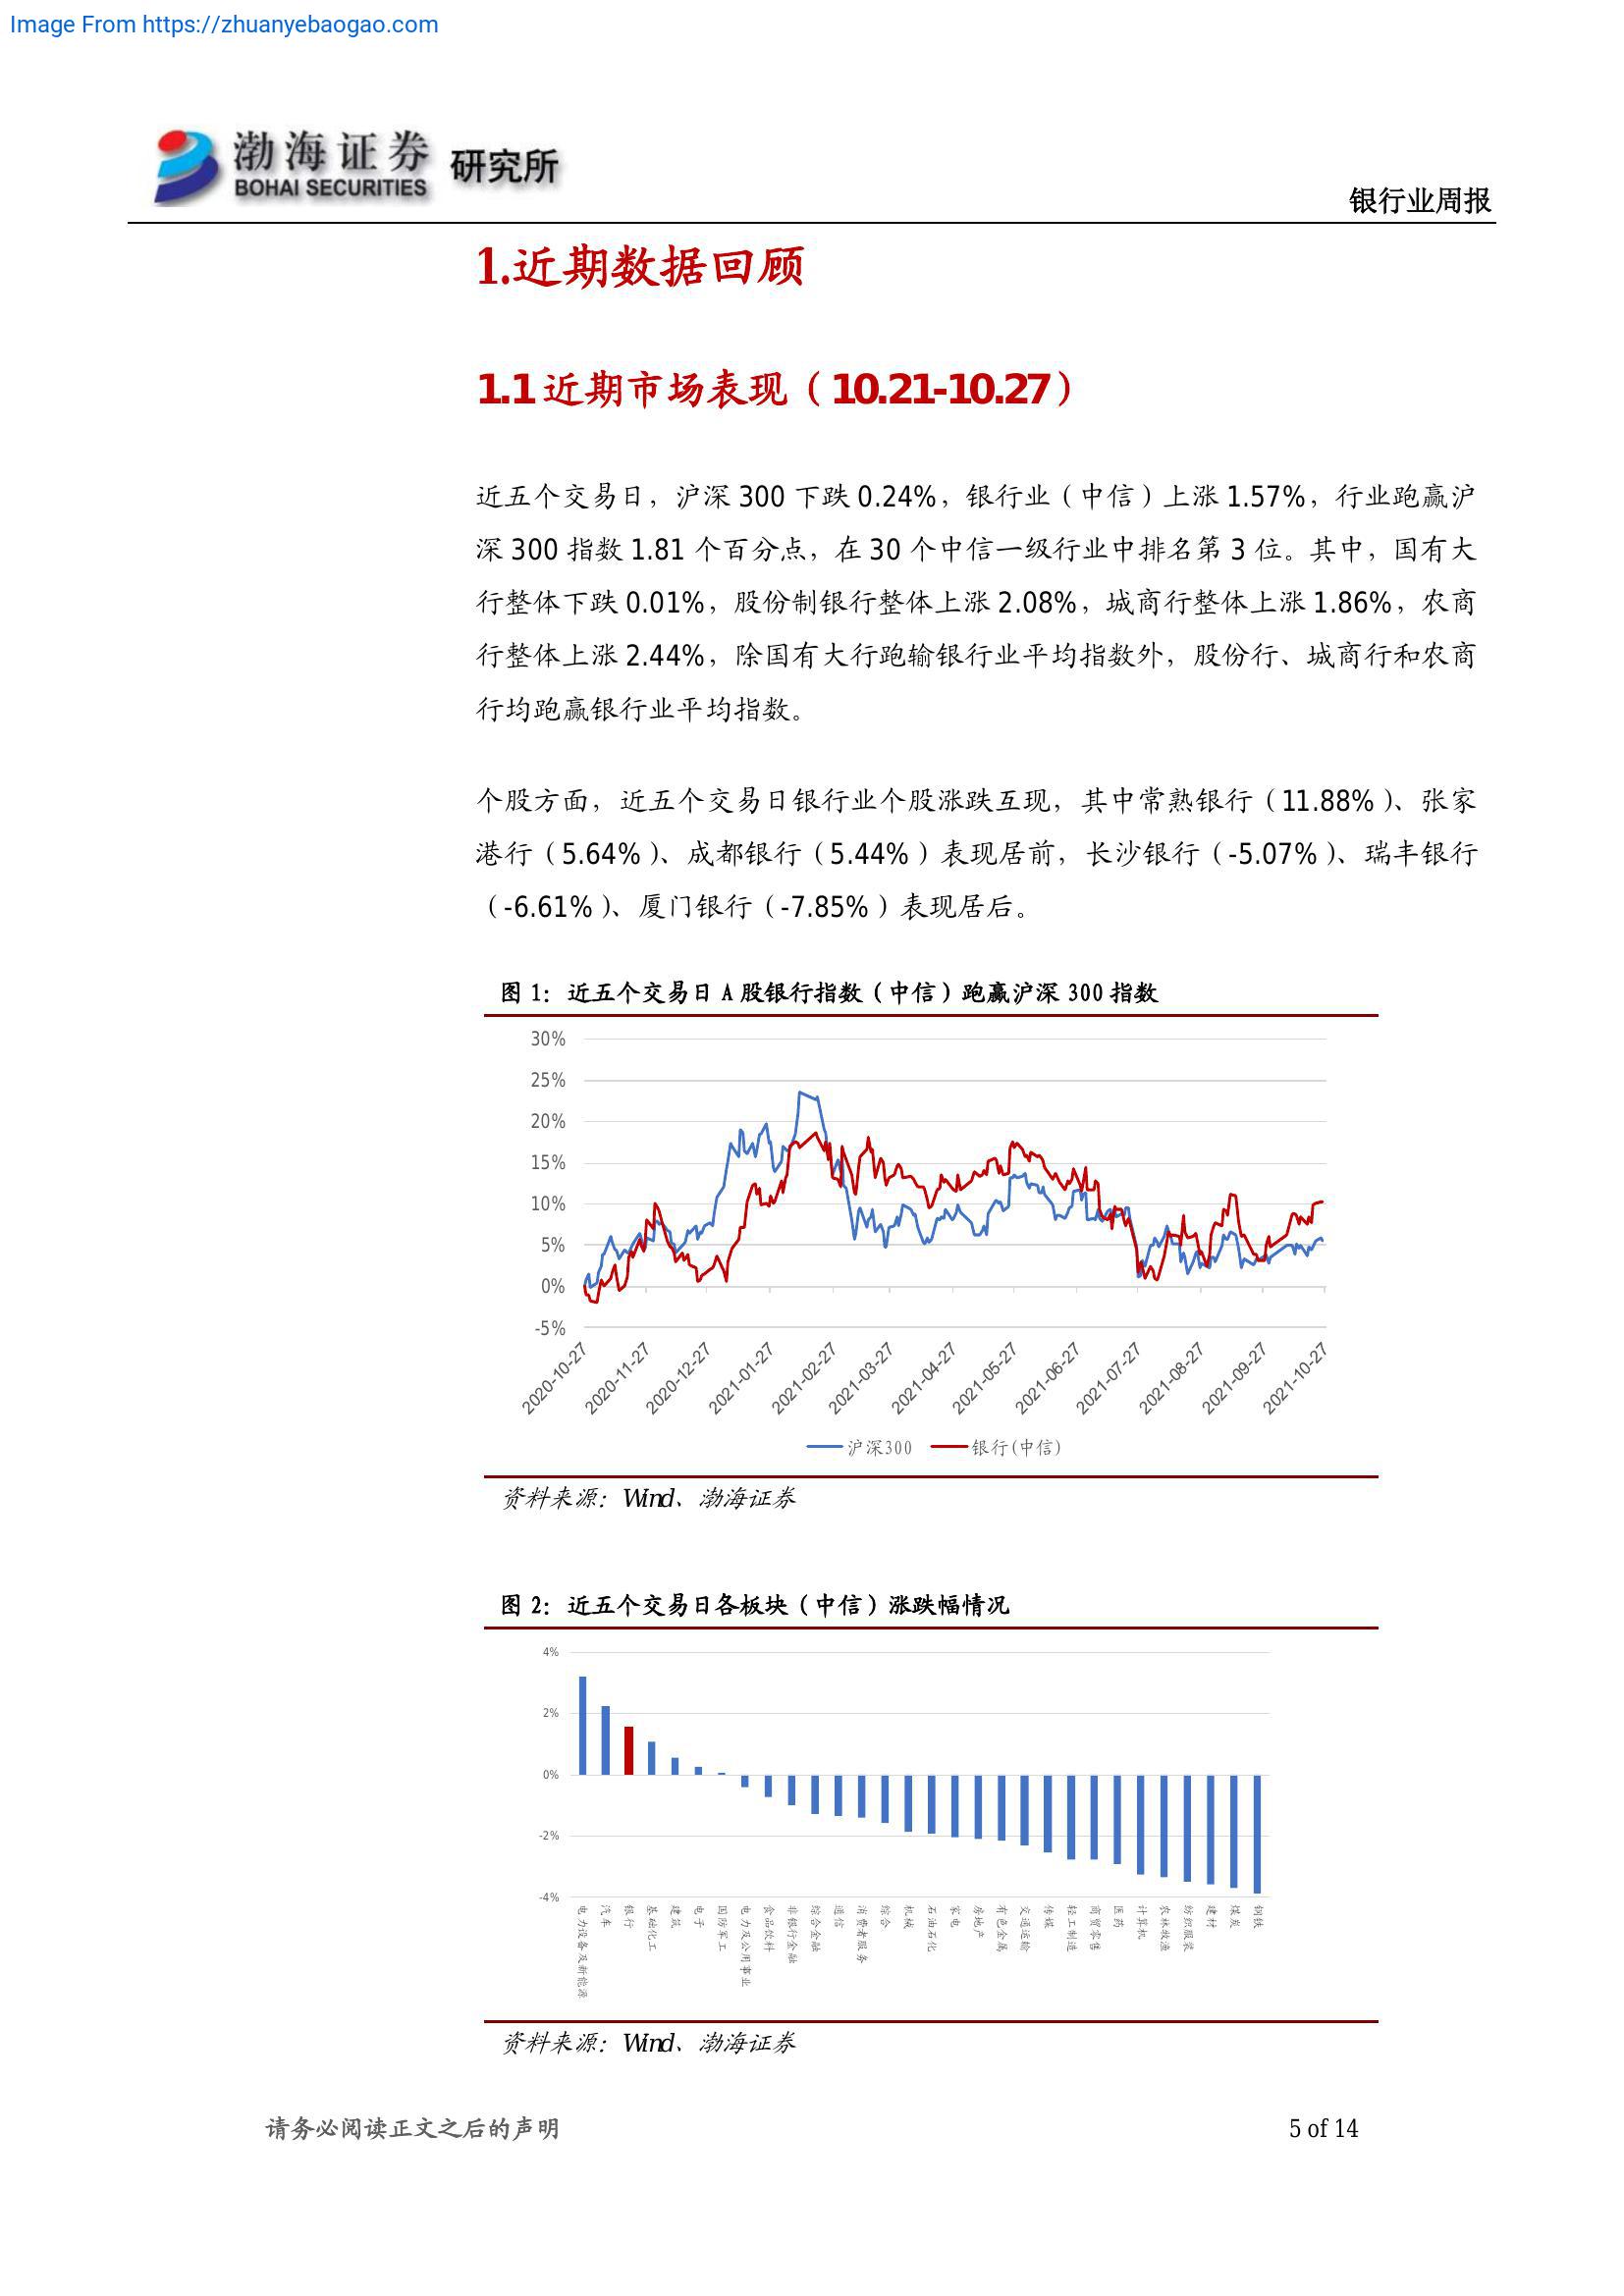 Image From https://zhuanyebaogao.com
渤海证券 研究所
BOHAI SECURITIES
银行业周报
1.近期数据回顾
1.1近期市场表现（10.21-10.27）
近五个交易日，沪深 300 下跌 0.24%，银行业（中信）上涨 1.57%，行业跑赢沪
深 300 指数 1.81 个百分点，在 30 个中信一级行业中排名第 3 位。其中，国有大
行整体下跌 0.01%，股份制银行整体上涨 2.08%，城商行整体上涨 1.86%，农商
行整体上涨 2.44%，除国有大行跑输银行业平均指数外，股份行、城商行和农商
行均跑赢银行业平均指数。
个股方面，近五个交易日银行业个股涨跌互现，其中常熟银行（11.88%）、张家
港行（5.64%）、成都银行（5.44%）表现居前，长沙银行（-5.07%）、瑞丰银行
（-6.61%）、厦门银行（-7.85%）表现居后。
图 1：近五个交易日 A 股银行指数（中信）跑赢沪深 300 指数
30%
25%
20%
15%
10%
5%
0%
-5%
2020-10-27
2020-11-27
2020-12-27
2021-01-27
2021-02-27
2021-03-27
2021-04-27
2021-05-27
2021-06-27
2021-07-27
2021-08-27
2021-09-27
2021-10-27
沪深300 银行(中信)
资料来源：Wind、渤海证券
图 2：近五个交易日各板块（中信）涨跌幅情况
4%
2%
0%
-2%
-4%
电力设备及新能源
汽车
银行
基础化工
建筑
电子
国防军工
电力及公用事业
食品饮料
非银行金融
综合金融
通信
消费者服务
综合
机械
石油石化
家电
房地产
有色金属
交通运输
传媒
轻工制造
商贸零售
医药
计算机
农林牧渔
纺织服装
建材
煤炭
钢铁
资料来源：Wind、渤海证券
请务必阅读正文之后的声明
5 of 14